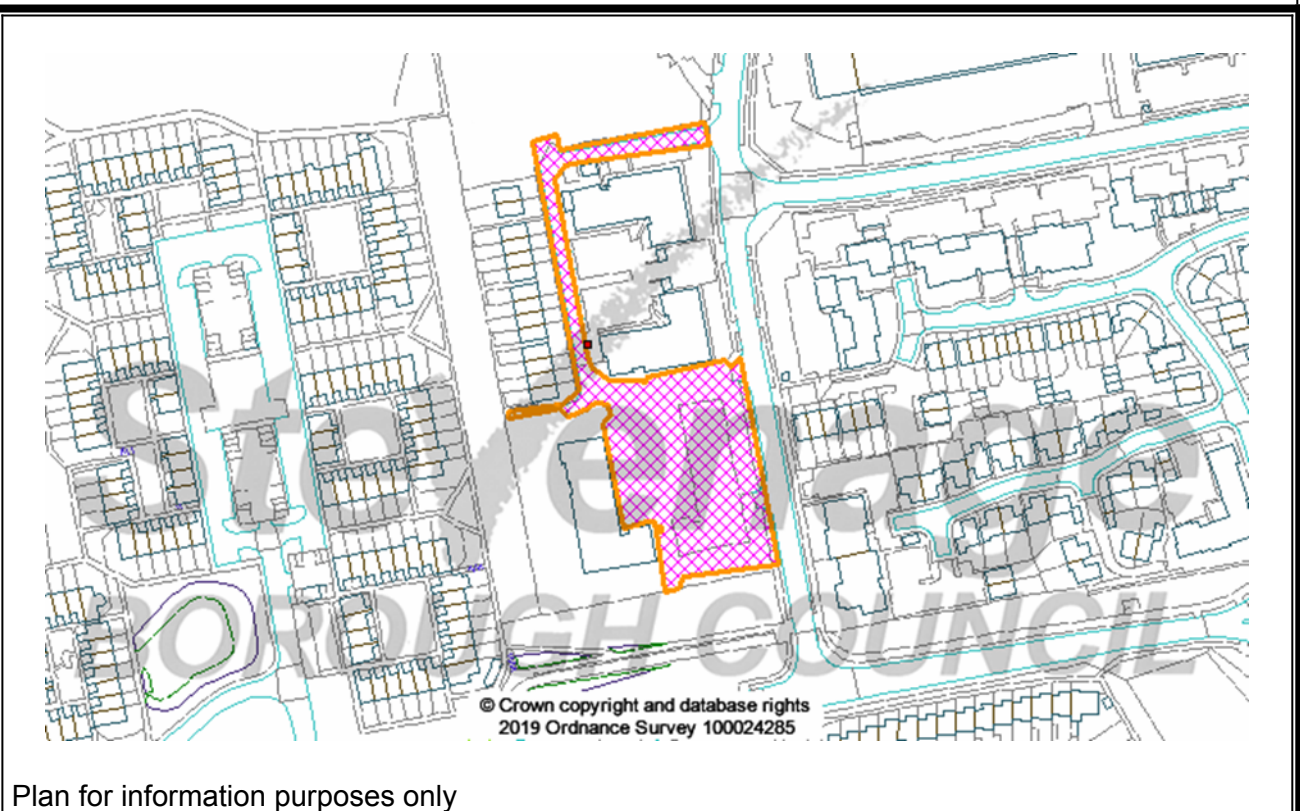 Stevenage
BOROUGH COUNCIL
© Crown copyright and database rights
2019 Ordnance Survey 100024285
Plan for information purposes only